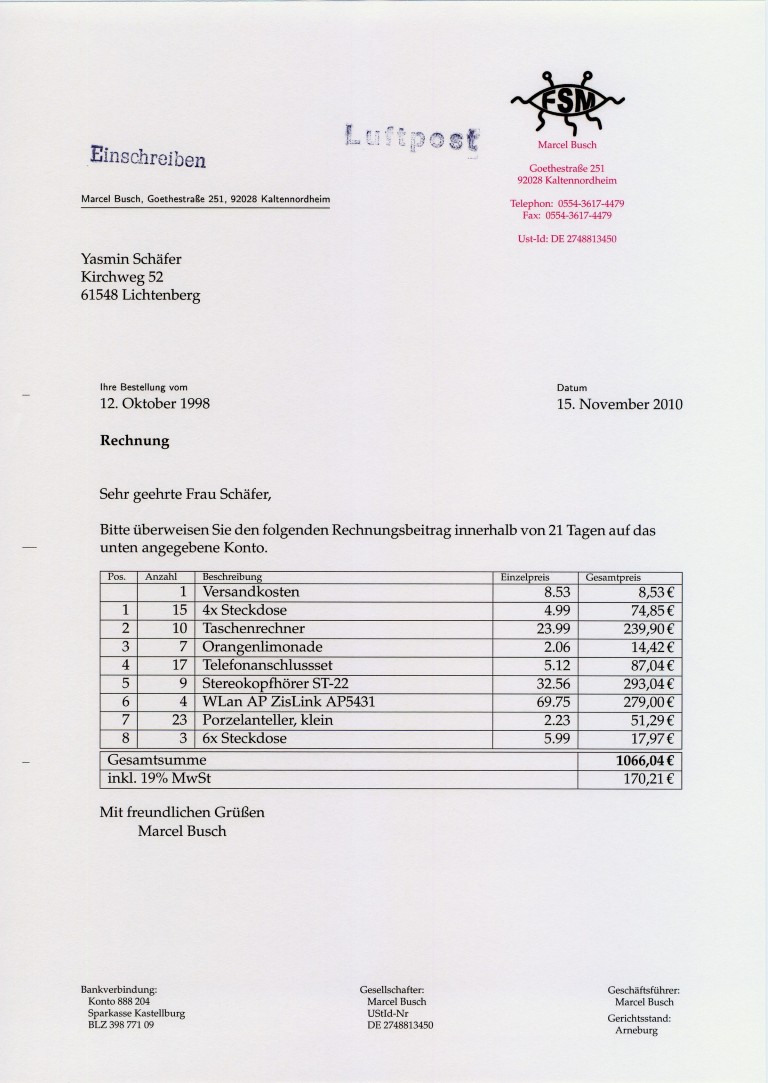 FSM
Luftpost
Einschreiben
Marcel Busch
Goethestraße 251
92028 Kaltennordheim
Telephon: 0554-3617-4479
Fax: 0554-3617-4479
Ust-Id: DE 2748813450
Marcel Busch, Goethestraße 251, 92028 Kaltennordheim
Yasmin Schäfer
Kirchweg 52
61548 Lichtenberg
Ihre Bestellung vom Datum
12. Oktober 1998 15. November 2010
Rechnung
Sehr geehrte Frau Schäfer,
Bitte überweisen Sie den folgenden Rechnungsbeitrag innerhalb von 21 Tagen auf das
unten angegebene Konto.
Pos. Anzahl Beschreibung Einzelpreis Gesamtpreis
1 Versandkosten 8.53 8,53 €
1 15 4x Steckdose 4.99 74,85 €
2 10 Taschenrechner 23.99 239,90 €
3 7 Orangenlimonade 2.06 14,42 €
4 17 Telefonanschlussset 5.12 87,04 €
5 9 Stereokopfhörer ST-22 32.56 293,04 €
6 4 WLan AP ZisLink AP5431 69.75 279,00 €
7 23 Porzelanteller, klein 2.23 51,29 €
8 3 6x Steckdose 5.99 17,97 €
Gesamtsumme 1066,04 €
inkl. 19% MwSt 170,21 €
Mit freundlichen Grüßen
Marcel Busch
Bankverbindung: Gesellschafter: Geschäftsführer:
Konto 888 204 Marcel Busch Marcel Busch
Sparkasse Kastellburg UStId-Nr Gerichtsstand:
BLZ 398 771 09 DE 2748813450 Arneburg